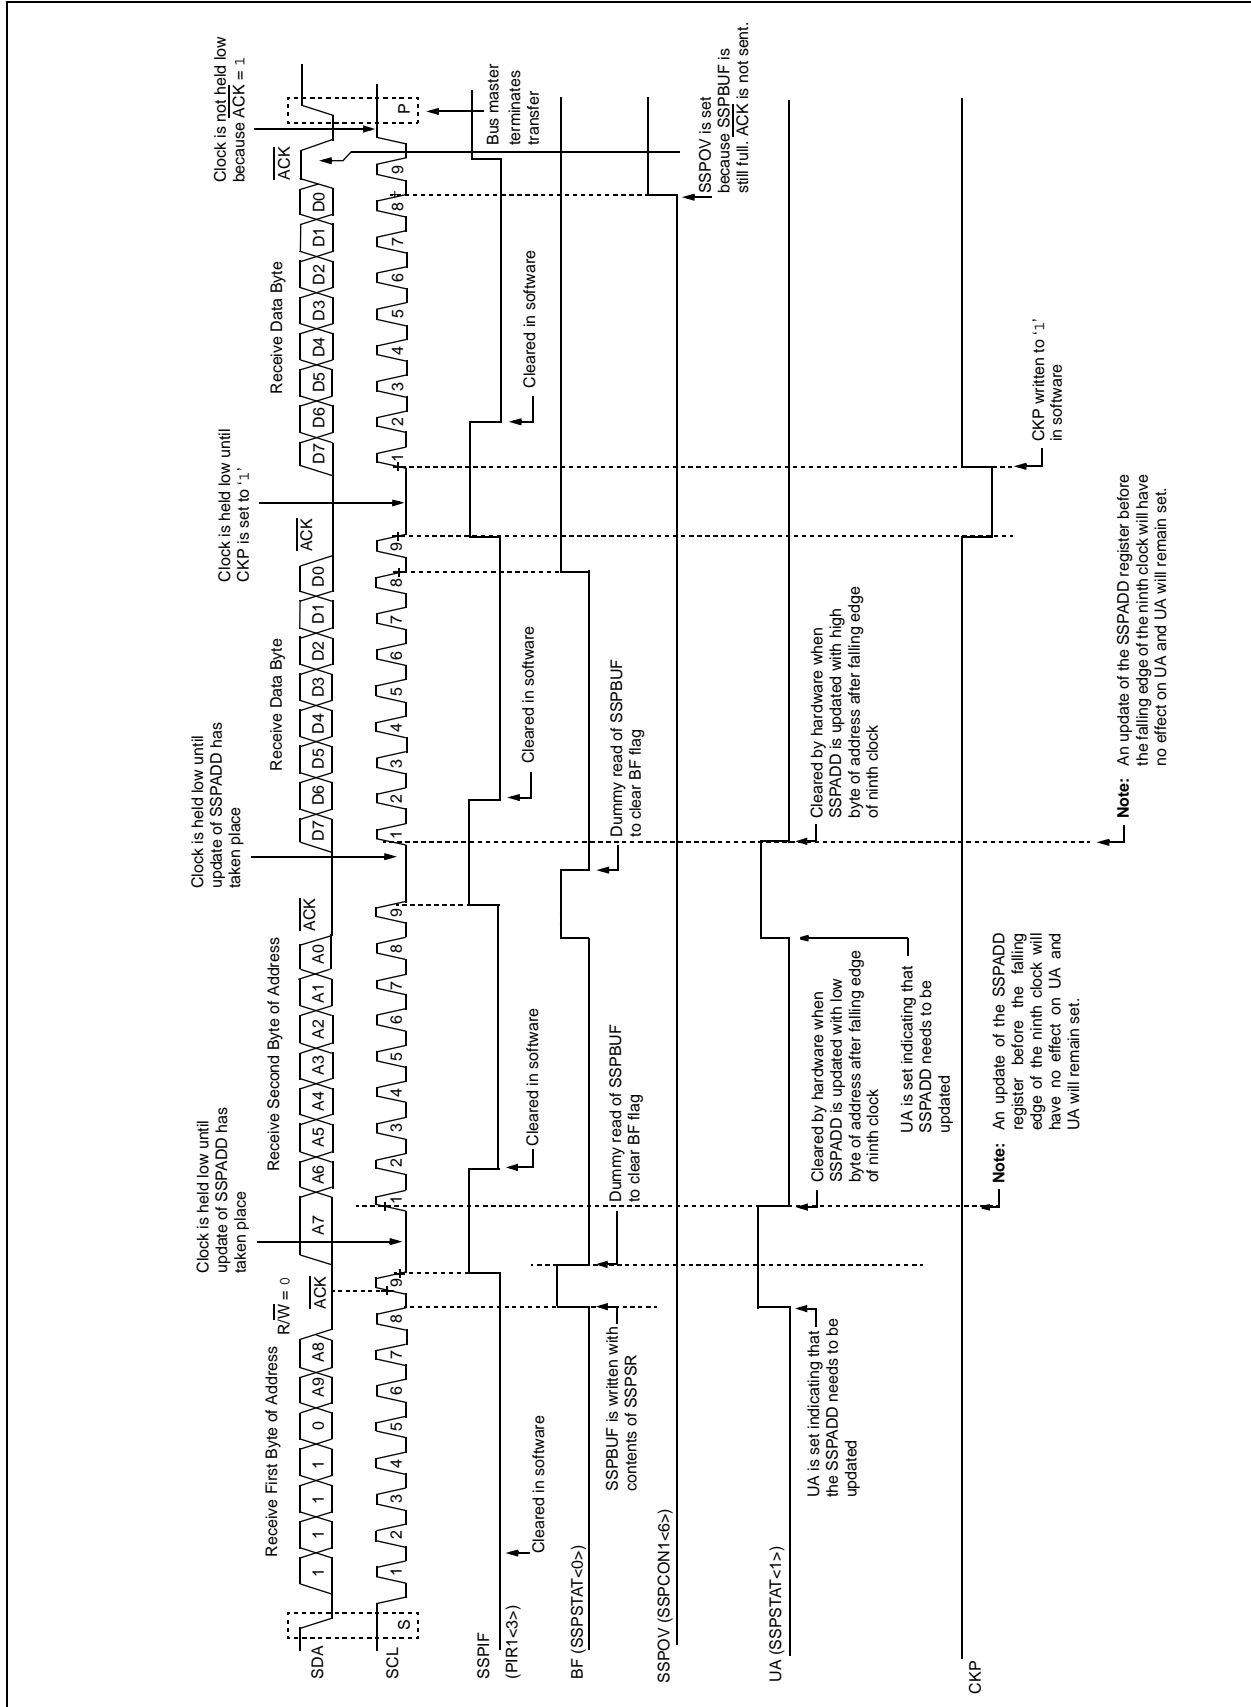 Receive First Byte of Address
R/W = 0
ACK
Clock is held low until
update of SSPADD has
taken place
Receive Second Byte of Address
ACK
Clock is held low until
update of SSPADD has
taken place
Receive Data Byte
ACK
Clock is held low until
CKP is set to ‘1’
Receive Data Byte
ACK
Clock is not held low
because ACK = 1
SDA
1 1 1 1 0 A9 A8
A7 A6 A5 A4 A3 A2 A1 A0
D7 D6 D5 D4 D3 D2 D1 D0
D7 D6 D5 D4 D3 D2 D1 D0
SCL
S
1 2 3 4 5 6 7 8 9
1 2 3 4 5 6 7 8 9
1 2 3 4 5 6 7 8 9
1 2 3 4 5 6 7 8 9
P
Bus master
terminates
transfer
SSPIF
(PIR1<3>)
Cleared in software
Cleared in software
Cleared in software
Cleared in software
BF (SSPSTAT<0>)
SSPBUF is written with
contents of SSPSR
Dummy read of SSPBUF
to clear BF flag
Dummy read of SSPBUF
to clear BF flag
SSPOV (SSPCON1<6>)
SSPOV is set
because SSPBUF is
still full. ACK is not sent.
UA (SSPSTAT<1>)
UA is set indicating that
the SSPADD needs to be
updated
Cleared by hardware when
SSPADD is updated with low
byte of address after falling edge
of ninth clock
UA is set indicating that
SSPADD needs to be
updated
Cleared by hardware when
SSPADD is updated with high
byte of address after falling edge
of ninth clock
CKP
CKP written to ‘1’
in software
Note: An update of the SSPADD
register before the falling
edge of the ninth clock will
have no effect on UA and
UA will remain set.
Note: An update of the SSPADD register before
the falling edge of the ninth clock will have
no effect on UA and UA will remain set.